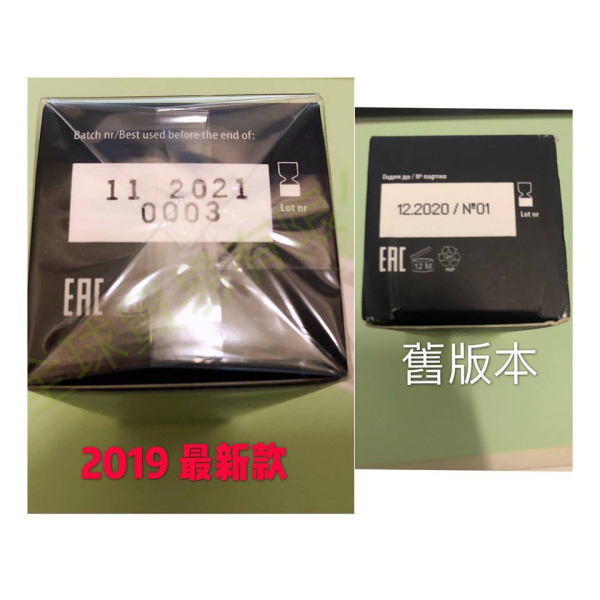 Batch nr/Best used before the end of:
11 2021
0003
Lot nr
EAC
2019 最新款
Годен до / № партии
12.2020 / №01
Lot nr
EAC
12 M
PAP
舊版本